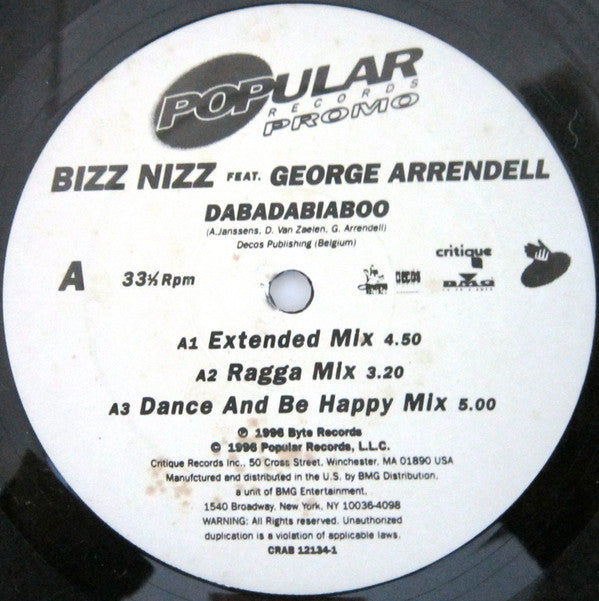 POPULAR
RECORDS
PROMO
BIZZ NIZZ FEAT. GEORGE ARRENDELL
DABADABIABOO
(A.Janssens, D. Van Zaelen, G. Arrendell)
Decos Publishing (Belgium)
A 33⅓ Rpm
DECOS
critique
BMG
A1 Extended Mix 4.50
A2 Ragga Mix 3.20
A3 Dance And Be Happy Mix 5.00
℗ 1996 Byte Records
© 1996 Popular Records, L.L.C.
Critique Records Inc., 50 Cross Street, Winchester, MA 01890 USA
Manufctured and distributed in the U.S. by BMG Distribution,
a unit of BMG Entertainment,
1540 Broadway, New York, NY 10036-4098
WARNING: All Rights reserved. Unauthorized
duplication is a violation of applicable laws.
CRAB 12134-1